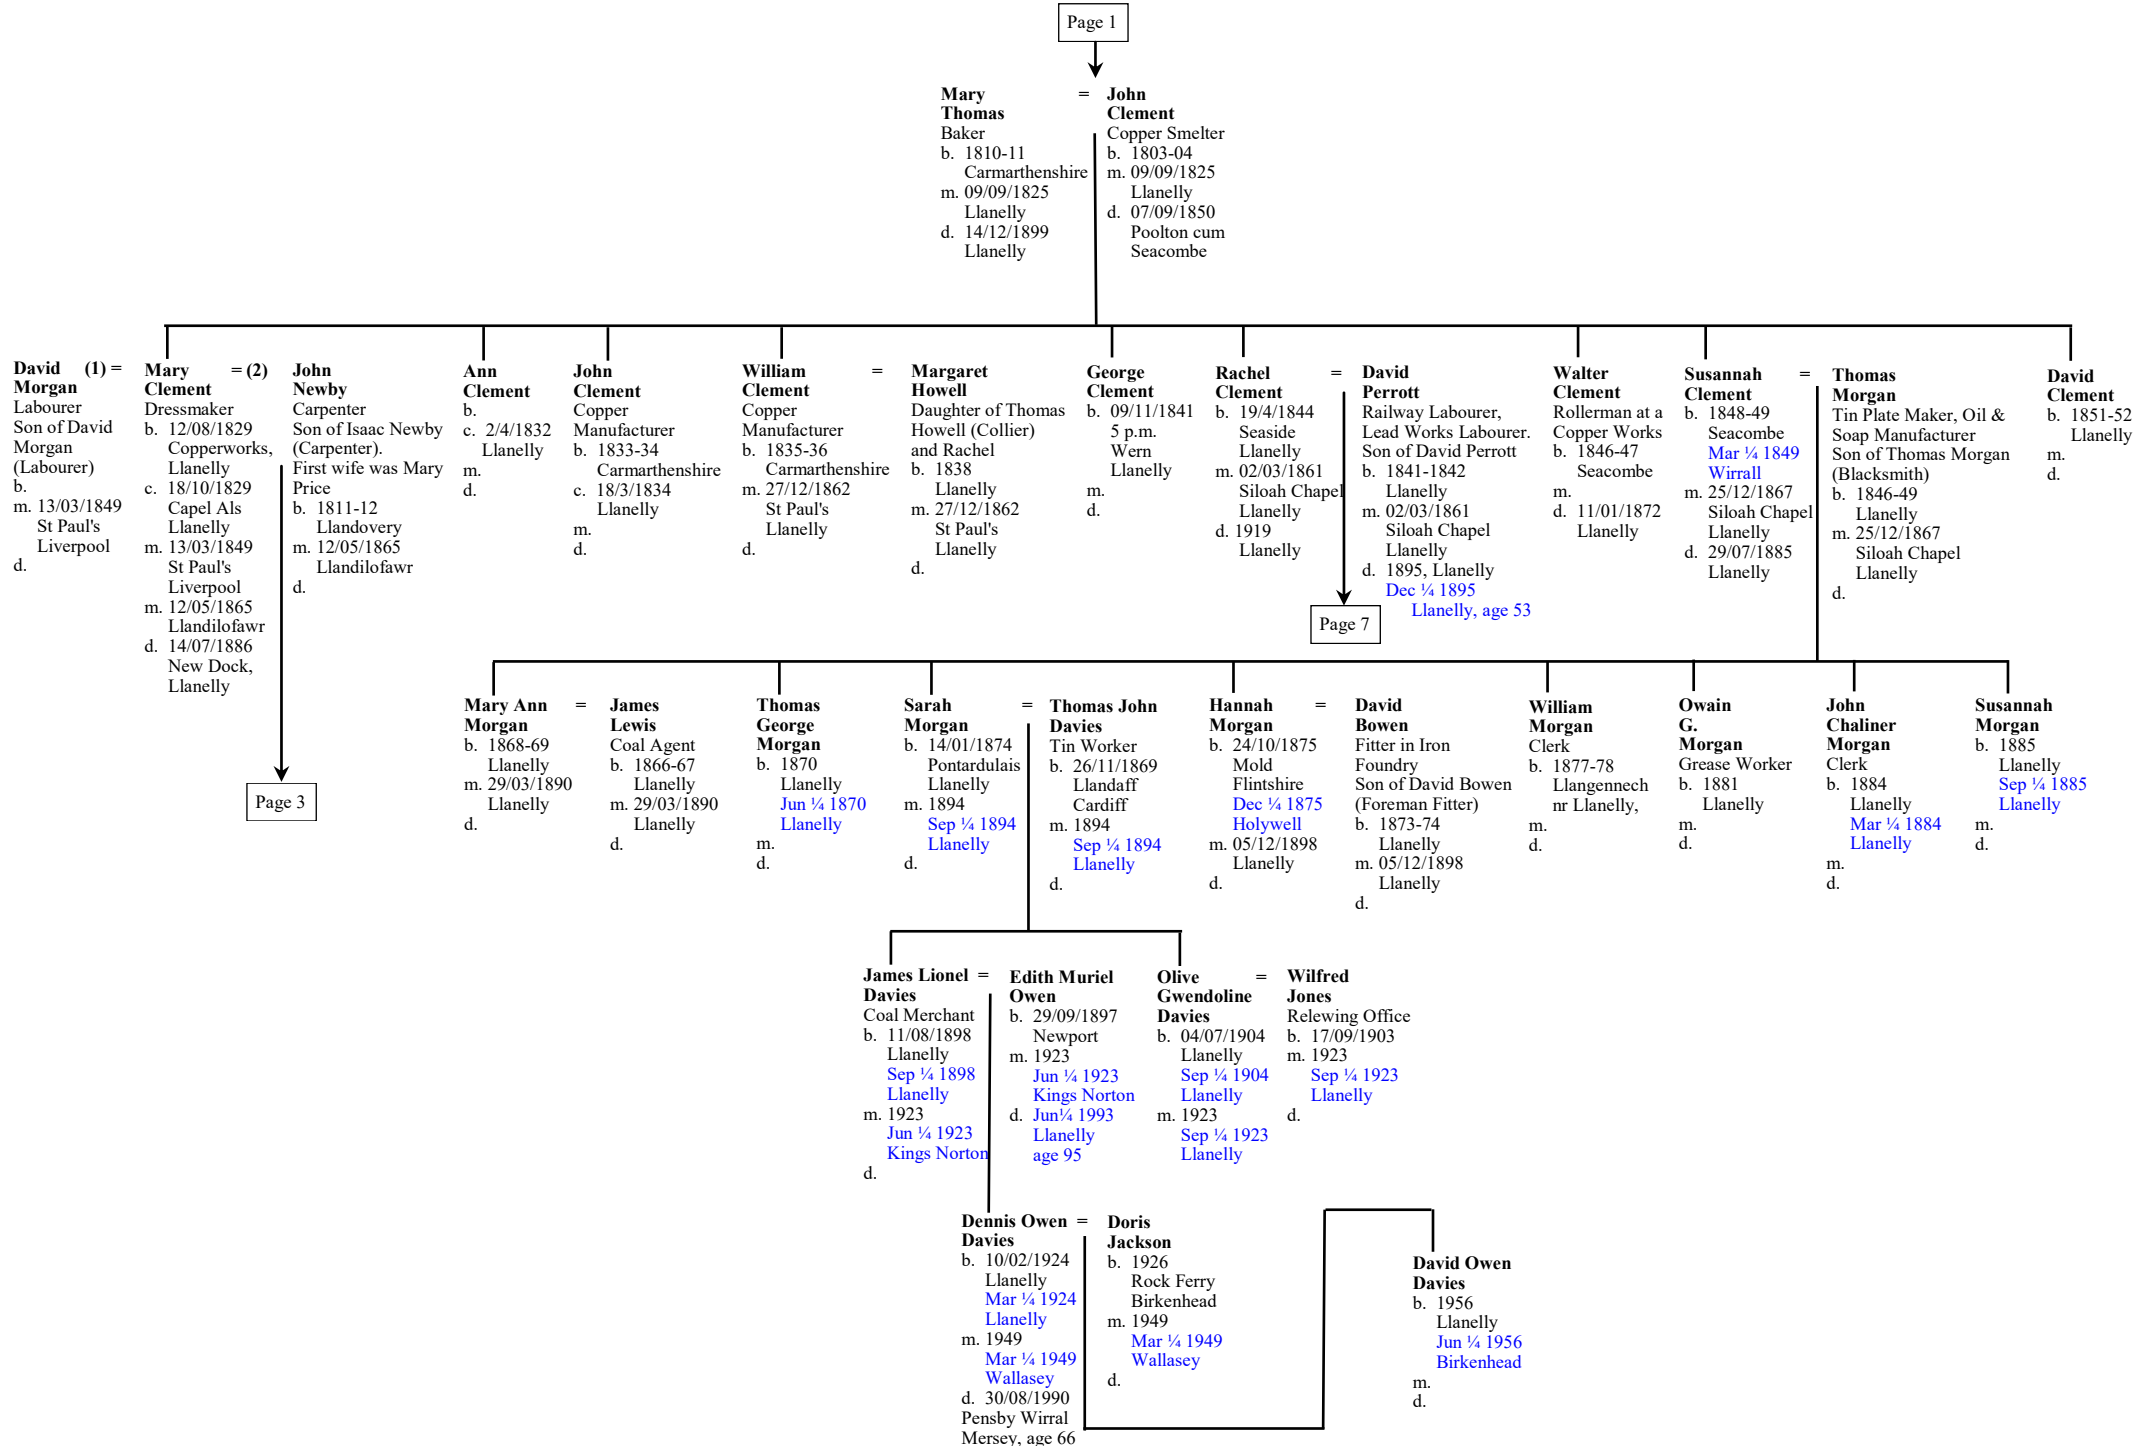 Page 1
Mary =
Thomas
Baker
b. 1810-11
Carmarthenshire
m. 09/09/1825
Llanelly
d. 14/12/1899
Llanelly
John
Clement
Copper Smelter
b. 1803-04
m. 09/09/1825
Llanelly
d. 07/09/1850
Poolton cum
Seacombe
David (1) =
Morgan
Labourer
Son of David
Morgan
(Labourer)
b.
m. 13/03/1849
St Paul's
Liverpool
d.
Mary = (2)
Clement
Dressmaker
b. 12/08/1829
Copperworks,
Llanelly
c. 18/10/1829
Capel Als
Llanelly
m. 13/03/1849
St Paul's
Liverpool
m. 12/05/1865
Llandilofawr
d. 14/07/1886
New Dock,
Llanelly
John
Newby
Carpenter
Son of Isaac Newby
(Carpenter).
First wife was Mary
Price
b. 1811-12
Llandovery
m. 12/05/1865
Llandilofawr
d.
Page 3
Ann
Clement
b.
c. 2/4/1832
Llanelly
m.
d.
John
Clement
Copper
Manufacturer
b. 1833-34
Carmarthenshire
c. 18/3/1834
Llanelly
m.
d.
William =
Clement
Copper
Manufacturer
b. 1835-36
Carmarthenshire
m. 27/12/1862
St Paul's
Llanelly
d.
Margaret
Howell
Daughter of Thomas
Howell (Collier)
and Rachel
b. 1838
Llanelly
m. 27/12/1862
St Paul's
Llanelly
d.
George
Clement
b. 09/11/1841
5 p.m.
Wern
Llanelly
m.
d.
Rachel =
Clement
b. 19/4/1844
Seaside
Llanelly
m. 02/03/1861
Siloah Chapel
Llanelly
d. 1919
Llanelly
David
Perrott
Railway Labourer,
Lead Works Labourer.
Son of David Perrott
b. 1841-1842
Llanelly
m. 02/03/1861
Siloah Chapel
Llanelly
d. 1895, Llanelly
Dec ¼ 1895
Llanelly, age 53
Page 7
Walter
Clement
Rollerman at a
Copper Works
b. 1846-47
Seacombe
m.
d. 11/01/1872
Llanelly
Susannah =
Clement
b. 1848-49
Seacombe
Mar ¼ 1849
Wirrall
m. 25/12/1867
Siloah Chapel
Llanelly
d. 29/07/1885
Llanelly
Thomas
Morgan
Tin Plate Maker, Oil &
Soap Manufacturer
Son of Thomas Morgan
(Blacksmith)
b. 1846-49
Llanelly
m. 25/12/1867
Siloah Chapel
Llanelly
d.
David
Clement
b. 1851-52
Llanelly
m.
d.
Mary Ann =
Morgan
b. 1868-69
Llanelly
m. 29/03/1890
Llanelly
d.
James
Lewis
Coal Agent
b. 1866-67
Llanelly
m. 29/03/1890
Llanelly
d.
Thomas
George
Morgan
b. 1870
Llanelly
Jun ¼ 1870
Llanelly
m.
d.
Sarah =
Morgan
b. 14/01/1874
Pontardulais
Llanelly
m. 1894
Sep ¼ 1894
Llanelly
d.
Thomas John
Davies
Tin Worker
b. 26/11/1869
Llandaff
Cardiff
m. 1894
Sep ¼ 1894
Llanelly
d.
Hannah =
Morgan
b. 24/10/1875
Mold
Flintshire
Dec ¼ 1875
Holywell
m. 05/12/1898
Llanelly
d.
David
Bowen
Fitter in Iron
Foundry
Son of David Bowen
(Foreman Fitter)
b. 1873-74
Llanelly
m. 05/12/1898
Llanelly
d.
William
Morgan
Clerk
b. 1877-78
Llangennech
nr Llanelly,
m.
d.
Owain
G.
Morgan
Grease Worker
b. 1881
Llanelly
m.
d.
John
Chaliner
Morgan
Clerk
b. 1884
Llanelly
Mar ¼ 1884
Llanelly
m.
d.
Susannah
Morgan
b. 1885
Llanelly
Sep ¼ 1885
Llanelly
m.
d.
James Lionel =
Davies
Coal Merchant
b. 11/08/1898
Llanelly
Sep ¼ 1898
Llanelly
m. 1923
Jun ¼ 1923
Kings Norton
d.
Edith Muriel
Owen
b. 29/09/1897
Newport
m. 1923
Jun ¼ 1923
Kings Norton
d. Jun¼ 1993
Llanelly
age 95
Olive =
Gwendoline
Davies
b. 04/07/1904
Llanelly
Sep ¼ 1904
Llanelly
m. 1923
Sep ¼ 1923
Llanelly
Wilfred
Jones
Relewing Office
b. 17/09/1903
m. 1923
Sep ¼ 1923
Llanelly
d.
Dennis Owen =
Davies
b. 10/02/1924
Llanelly
Mar ¼ 1924
Llanelly
m. 1949
Mar ¼ 1949
Wallasey
d. 30/08/1990
Pensby Wirral
Mersey, age 66
Doris
Jackson
b. 1926
Rock Ferry
Birkenhead
m. 1949
Mar ¼ 1949
Wallasey
d.
David Owen
Davies
b. 1956
Llanelly
Jun ¼ 1956
Birkenhead
m.
d.